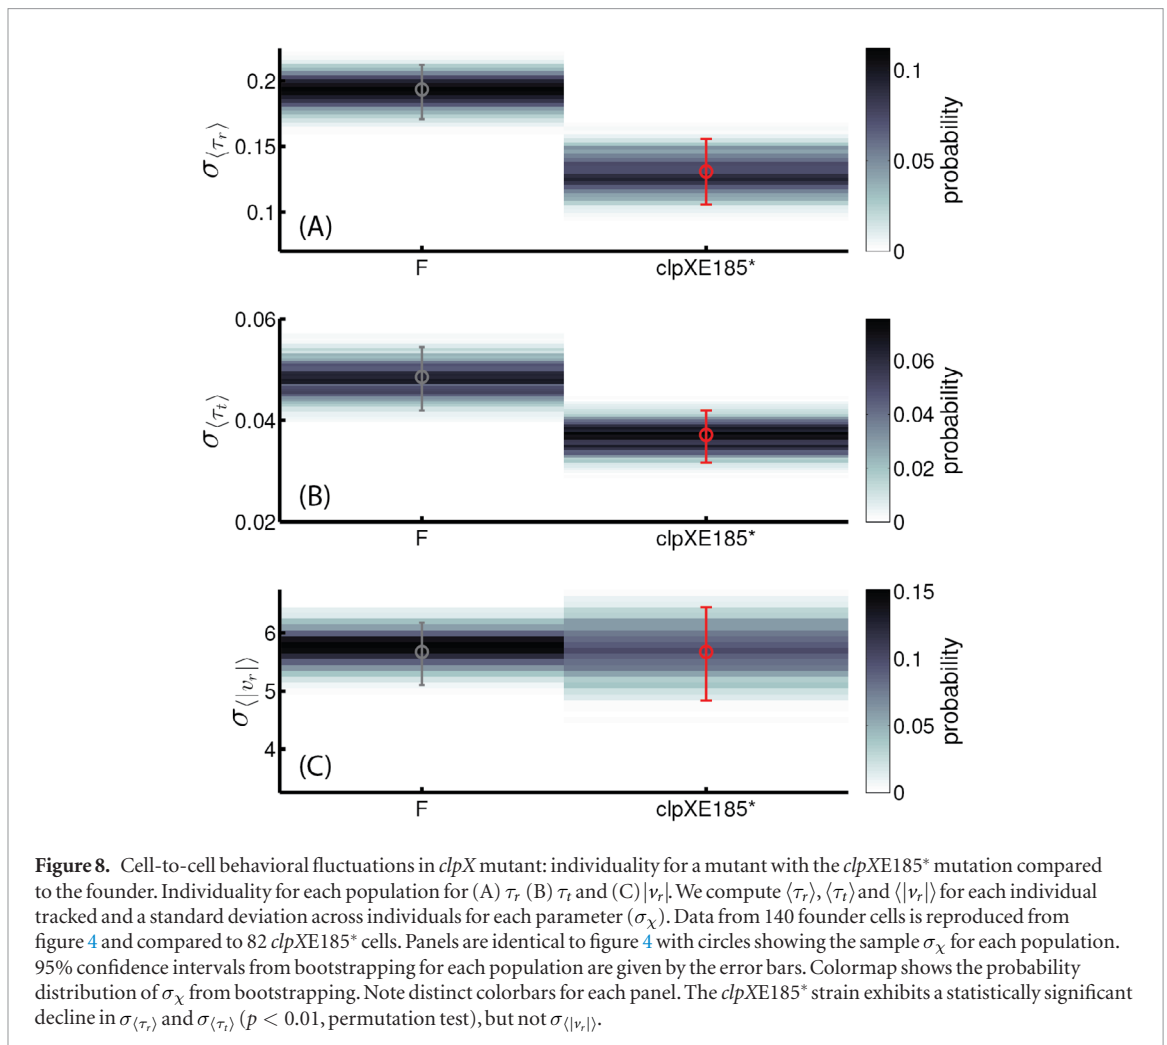 0.2
0.15
0.1
σ⟨τr⟩
(A)
F
clpXE185*
0.1
0.05
0
probability
0.06
0.04
0.02
σ⟨τt⟩
(B)
F
clpXE185*
0.06
0.04
0.02
0
probability
6
5
4
σ⟨|vr|⟩
(C)
F
clpXE185*
0.15
0.1
0.05
0
probability
Figure 8. Cell-to-cell behavioral fluctuations in clpX mutant: individuality for a mutant with the clpXE185* mutation compared
to the founder. Individuality for each population for (A) τr (B) τt and (C) |vr|. We compute ⟨τr⟩, ⟨τt⟩ and ⟨|vr|⟩ for each individual
tracked and a standard deviation across individuals for each parameter (σχ). Data from 140 founder cells is reproduced from
figure 4 and compared to 82 clpXE185* cells. Panels are identical to figure 4 with circles showing the sample σχ for each population.
95% confidence intervals from bootstrapping for each population are given by the error bars. Colormap shows the probability
distribution of σχ from bootstrapping. Note distinct colorbars for each panel. The clpXE185* strain exhibits a statistically significant
decline in σ⟨τr⟩ and σ⟨τt⟩ (p < 0.01, permutation test), but not σ⟨|vr|⟩.